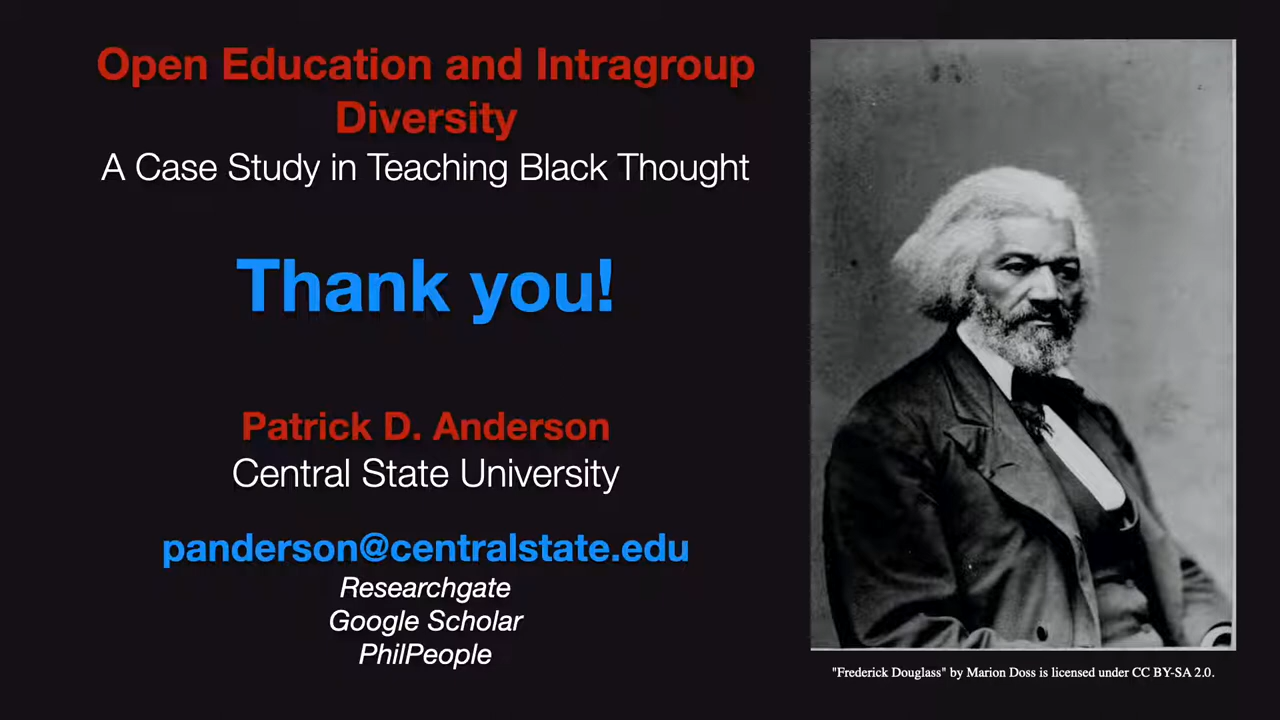 Open Education and Intragroup
Diversity
A Case Study in Teaching Black Thought
Thank you!
Patrick D. Anderson
Central State University
panderson@centralstate.edu
Researchgate
Google Scholar
PhilPeople
"Frederick Douglass" by Marion Doss is licensed under CC BY-SA 2.0.